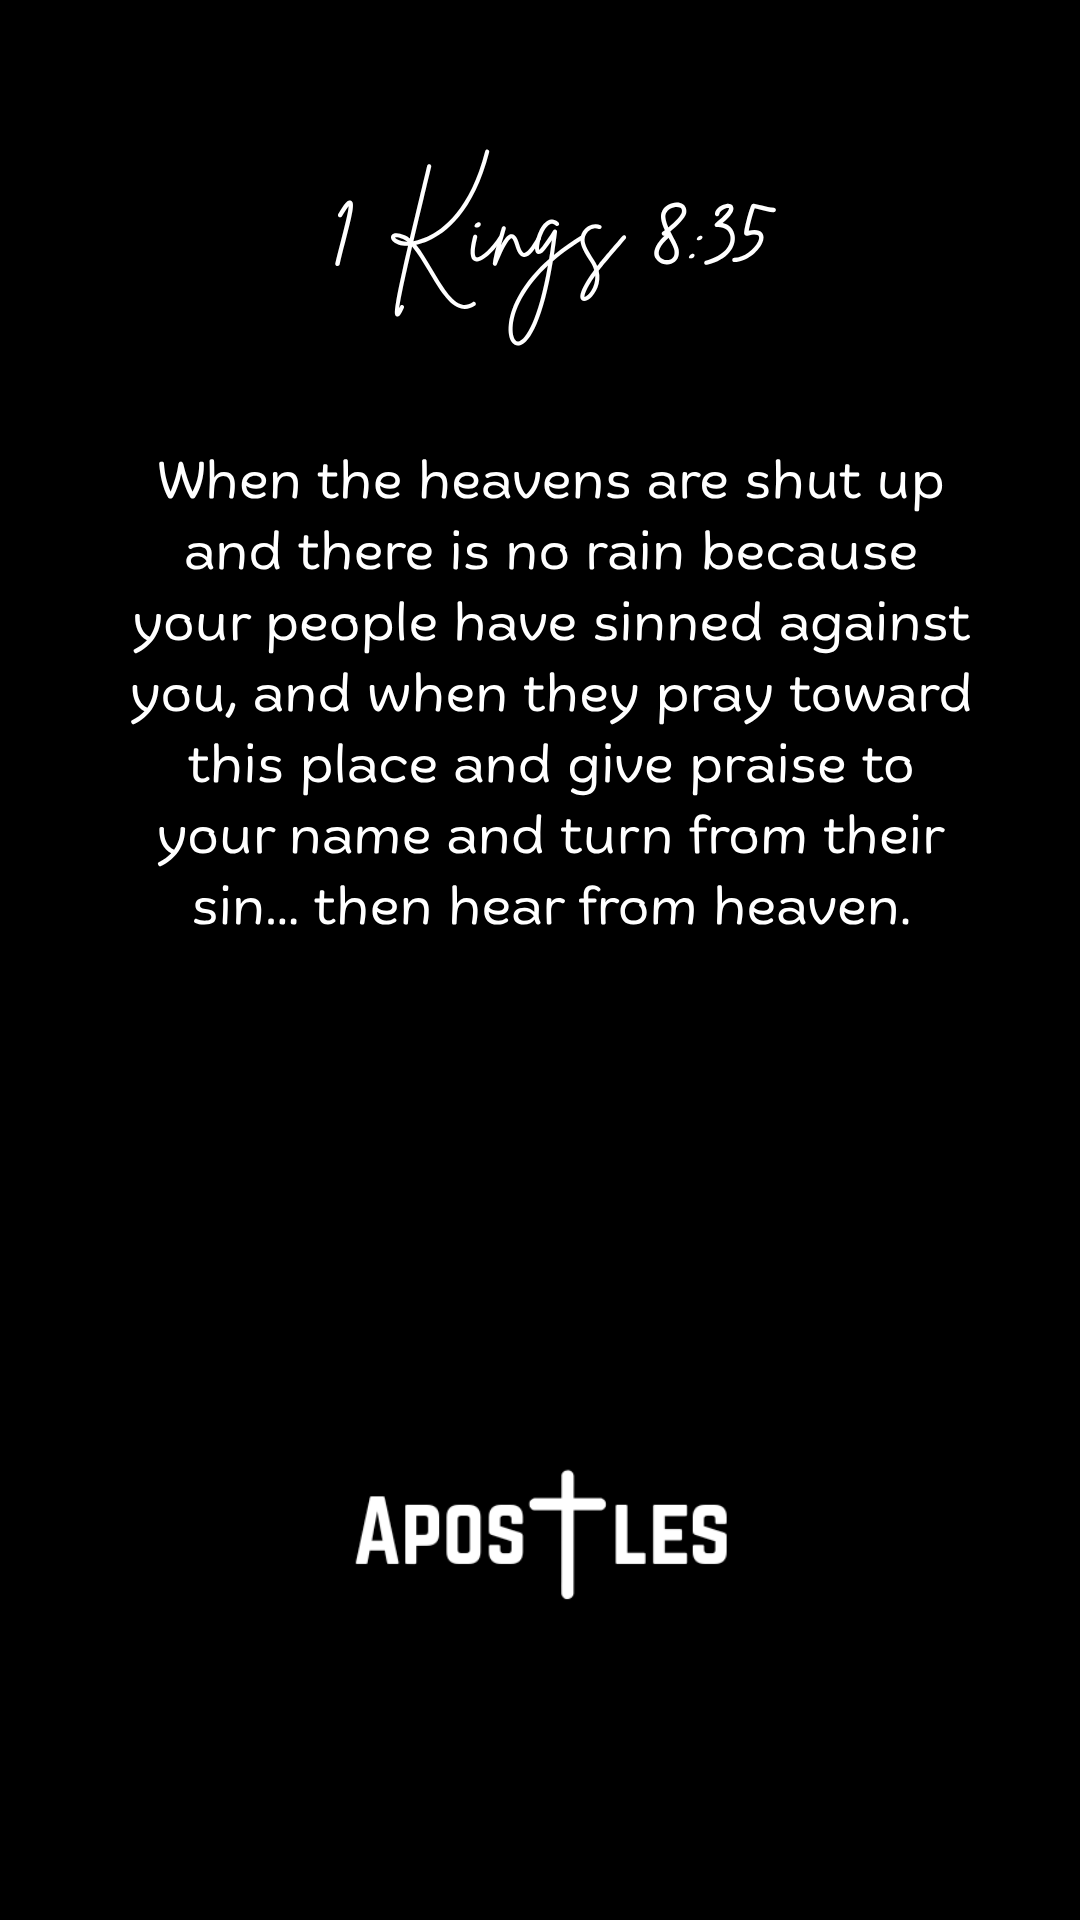 1 Kings 8:35
When the heavens are shut up
and there is no rain because
your people have sinned against
you, and when they pray toward
this place and give praise to
your name and turn from their
sin... then hear from heaven.
APOSTLES